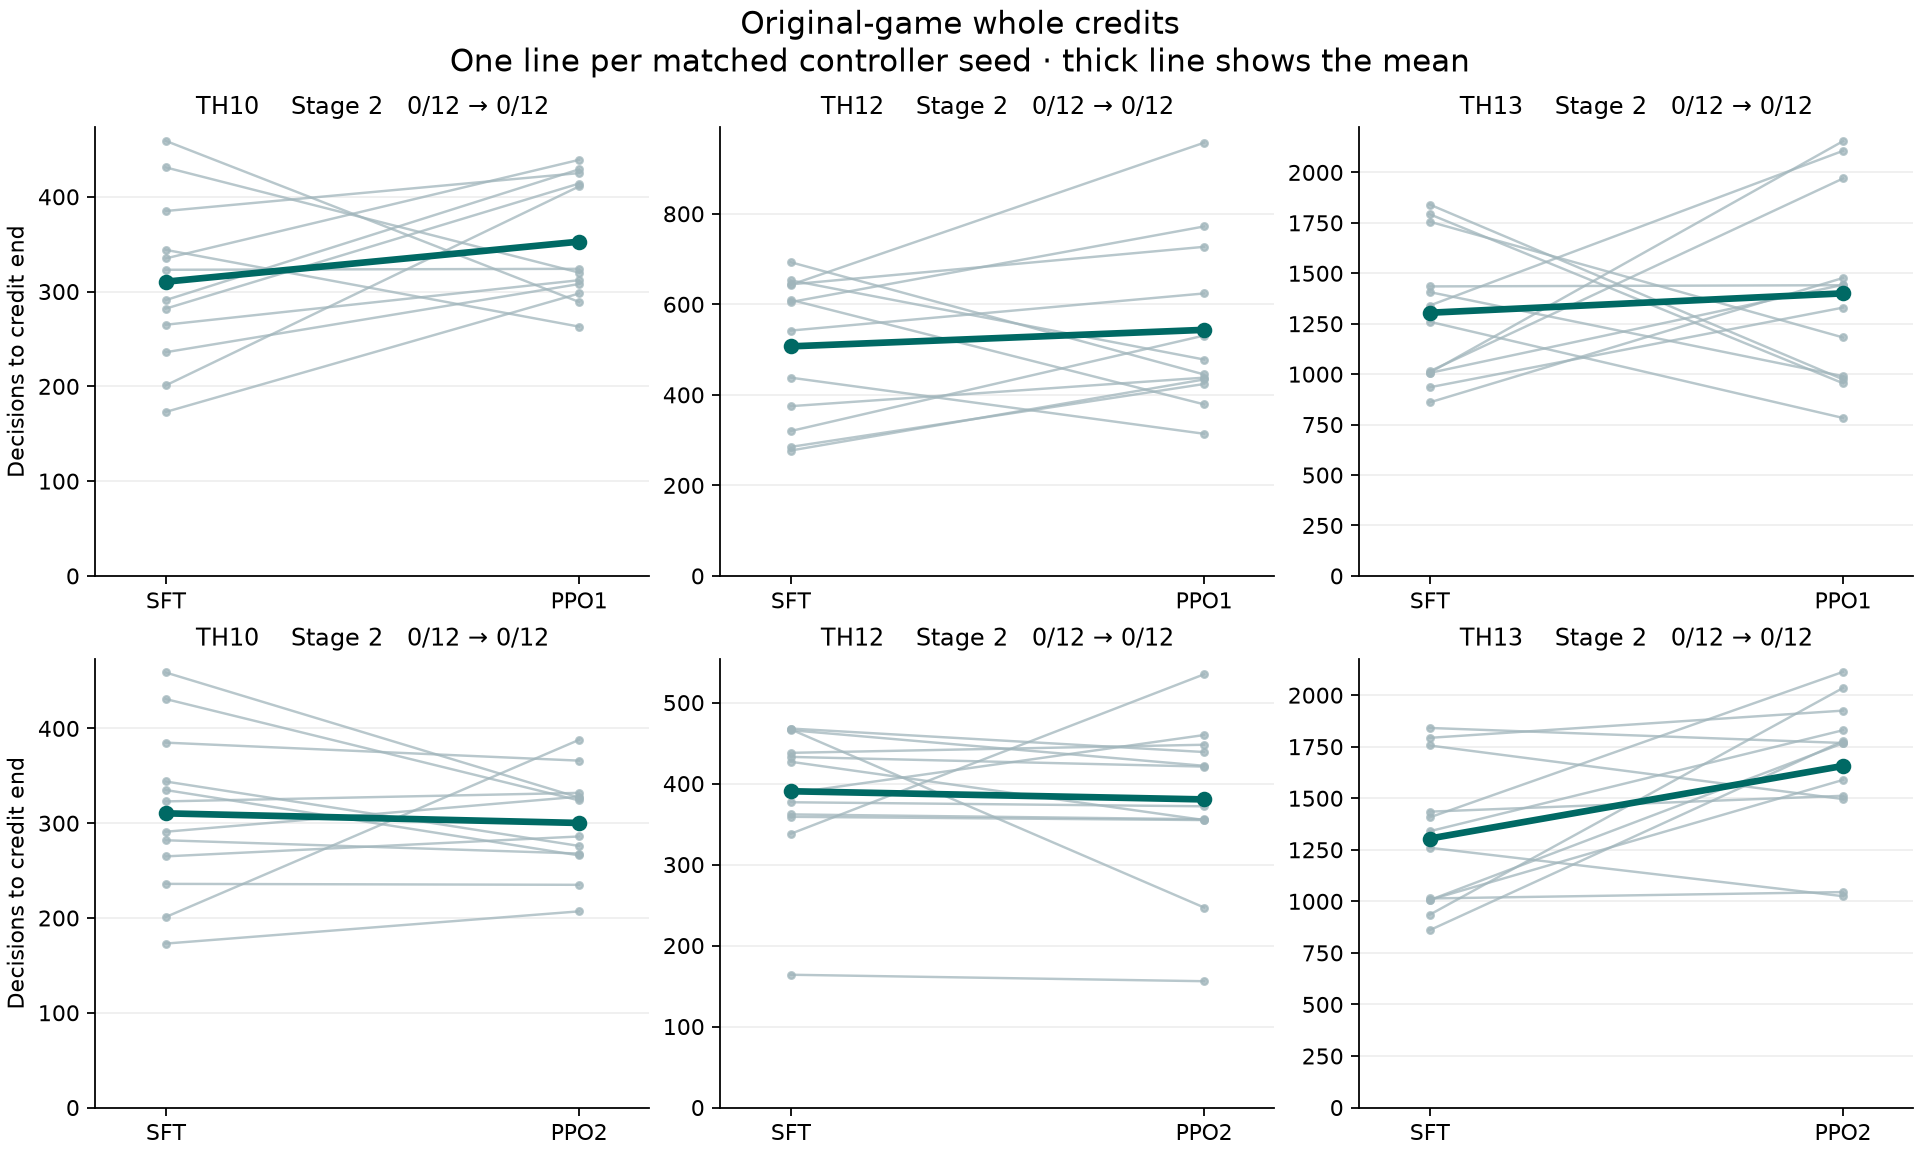 Original-game whole credits
One line per matched controller seed · thick line shows the mean
TH10 Stage 2 0/12 → 0/12
Decisions to credit end
400
300
200
100
0
SFT PPO1
TH12 Stage 2 0/12 → 0/12
800
600
400
200
0
SFT PPO1
TH13 Stage 2 0/12 → 0/12
2000
1750
1500
1250
1000
750
500
250
0
SFT PPO1
TH10 Stage 2 0/12 → 0/12
Decisions to credit end
400
300
200
100
0
SFT PPO2
TH12 Stage 2 0/12 → 0/12
500
400
300
200
100
0
SFT PPO2
TH13 Stage 2 0/12 → 0/12
2000
1750
1500
1250
1000
750
500
250
0
SFT PPO2